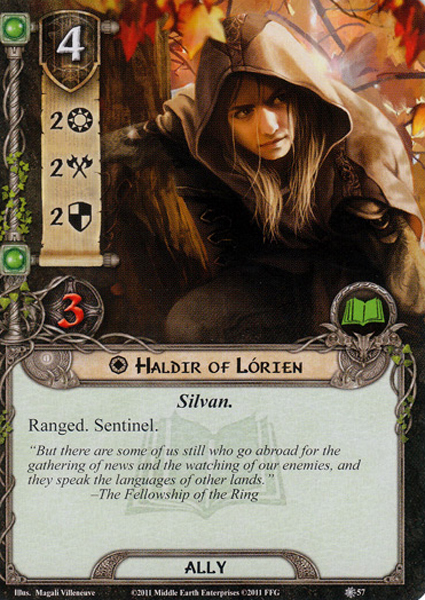 4
2
2
2
3
Haldir of Lórien
Silvan.
Ranged. Sentinel.
“But there are some of us still who go abroad for the
gathering of news and the watching of our enemies, and
they speak the languages of other lands.”
–The Fellowship of the Ring
ALLY
Illus. Magali Villeneuve ©2011 Middle Earth Enterprises ©2011 FFG 57